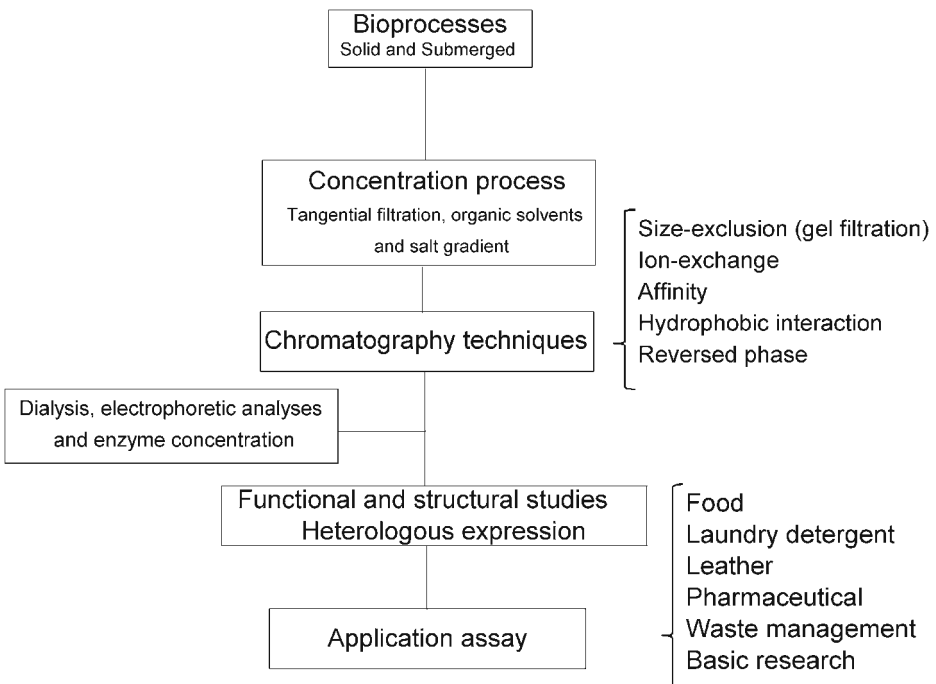 Bioprocesses
Solid and Submerged
Concentration process
Tangential filtration, organic solvents
and salt gradient
Size-exclusion (gel filtration)
Ion-exchange
Affinity
Hydrophobic interaction
Reversed phase
Chromatography techniques
Dialysis, electrophoretic analyses
and enzyme concentration
Functional and structural studies
Heterologous expression
Food
Laundry detergent
Leather
Pharmaceutical
Waste management
Basic research
Application assay